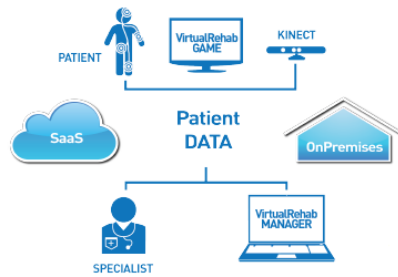 VirtualRehab
GAME
KINECT
PATIENT
Patient
DATA
SaaS
OnPremises
VirtualRehab
MANAGER
SPECIALIST